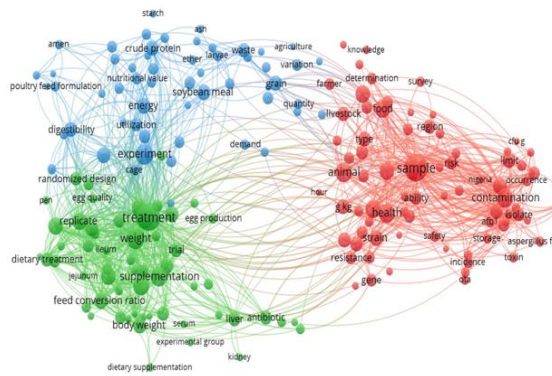 starch
amen
ash
crude protein
waste
agriculture
knowledge
ether
larvae
variation
poultry feed formulation
nutritional value
grain
farmer
determination
survey
soybean meal
energy
quantity
food
livestock
digestibility
utilization
type
region
experiment
demand
cage
animal
sample
risk
limit
occurrence
randomized design
nigeria
pen
egg quality
hour
ability
contamination
replicate
treatment
egg production
g kg
health
afb1
isolate
weight
strain
safety
storage
aspergillus f
dietary treatment
ileum
trial
resistance
incidence
toxin
jejunum
supplementation
gene
ota
feed conversion ratio
body weight
serum
liver
antibiotic
experimental group
kidney
dietary supplementation